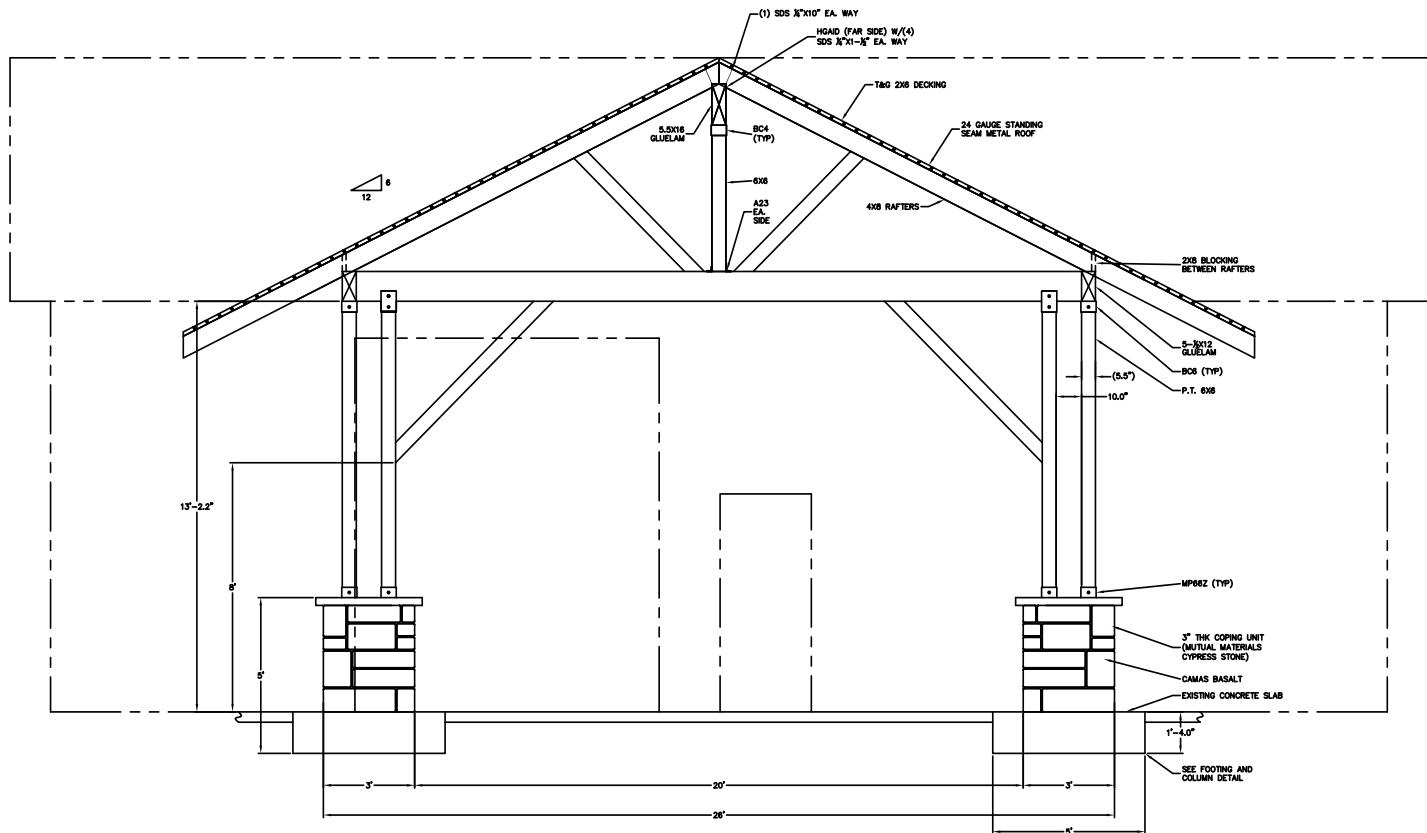 (1) SDS ¼"X10" EA. WAY
HGAID (FAR SIDE) W/(4)
SDS ¼"X1-½" EA. WAY
T&G 2X6 DECKING
24 GAUGE STANDING
SEAM METAL ROOF
5.5X16
GLUELAM
BC4
(TYP)
6
12
6X6
4X8 RAFTERS
A23
EA.
SIDE
2X8 BLOCKING
BETWEEN RAFTERS
5-½X12
GLUELAM
BC6 (TYP)
(5.5")
P.T. 6X6
10.0"
13'-2.2"
8'
MP66Z (TYP)
3" THK COPING UNIT
(MUTUAL MATERIALS
CYPRESS STONE)
5'
CAMAS BASALT
EXISTING CONCRETE SLAB
1'-4.0"
SEE FOOTING AND
COLUMN DETAIL
3'
20'
3'
26'